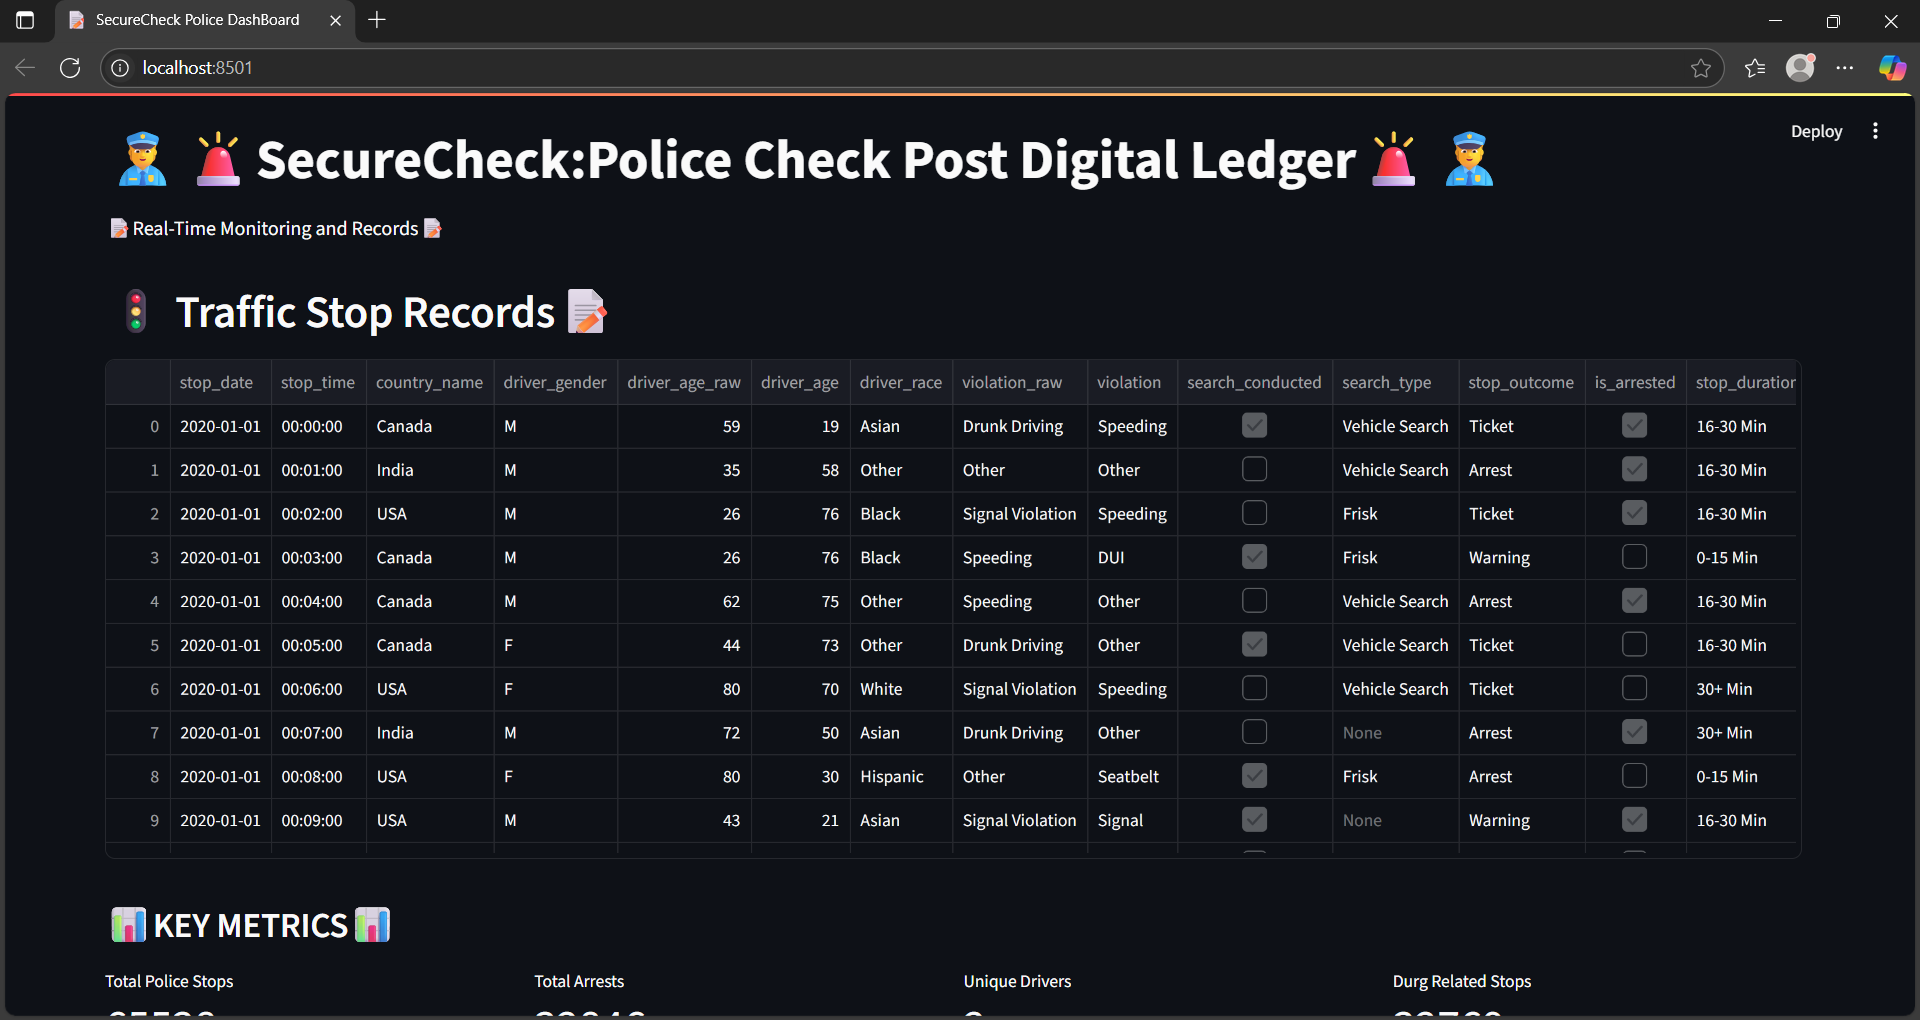 SecureCheck Police DashBoard
localhost:8501
Deploy
SecureCheck:Police Check Post Digital Ledger
Real-Time Monitoring and Records
Traffic Stop Records
stop_date stop_time country_name driver_gender driver_age_raw driver_age driver_race violation_raw violation search_conducted search_type stop_outcome is_arrested stop_duration
0 2020-01-01 00:00:00 Canada M 59 19 Asian Drunk Driving Speeding Vehicle Search Ticket 16-30 Min
1 2020-01-01 00:01:00 India M 35 58 Other Other Other Vehicle Search Arrest 16-30 Min
2 2020-01-01 00:02:00 USA M 26 76 Black Signal Violation Speeding Frisk Ticket 16-30 Min
3 2020-01-01 00:03:00 Canada M 26 76 Black Speeding DUI Frisk Warning 0-15 Min
4 2020-01-01 00:04:00 Canada M 62 75 Other Speeding Other Vehicle Search Arrest 16-30 Min
5 2020-01-01 00:05:00 Canada F 44 73 Other Drunk Driving Other Vehicle Search Ticket 16-30 Min
6 2020-01-01 00:06:00 USA F 80 70 White Signal Violation Speeding Vehicle Search Ticket 30+ Min
7 2020-01-01 00:07:00 India M 72 50 Asian Drunk Driving Other None Arrest 30+ Min
8 2020-01-01 00:08:00 USA F 80 30 Hispanic Other Seatbelt Frisk Arrest 0-15 Min
9 2020-01-01 00:09:00 USA M 43 21 Asian Signal Violation Signal None Warning 16-30 Min
KEY METRICS
Total Police Stops Total Arrests Unique Drivers Durg Related Stops